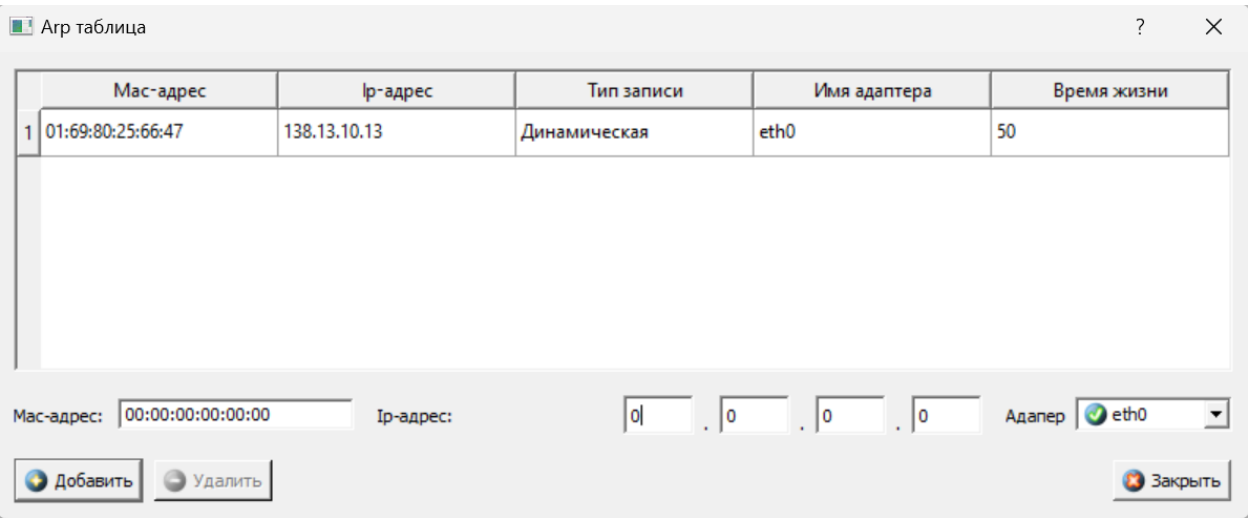 Arp таблица ?
Mac-адрес Ip-адрес Тип записи Имя адаптера Время жизни
1 01:69:80:25:66:47 138.13.10.13 Динамическая eth0 50
Mac-адрес: 00:00:00:00:00:00 Ip-адрес: 0 . 0 . 0 . 0 Адапер eth0
Добавить Удалить Закрыть